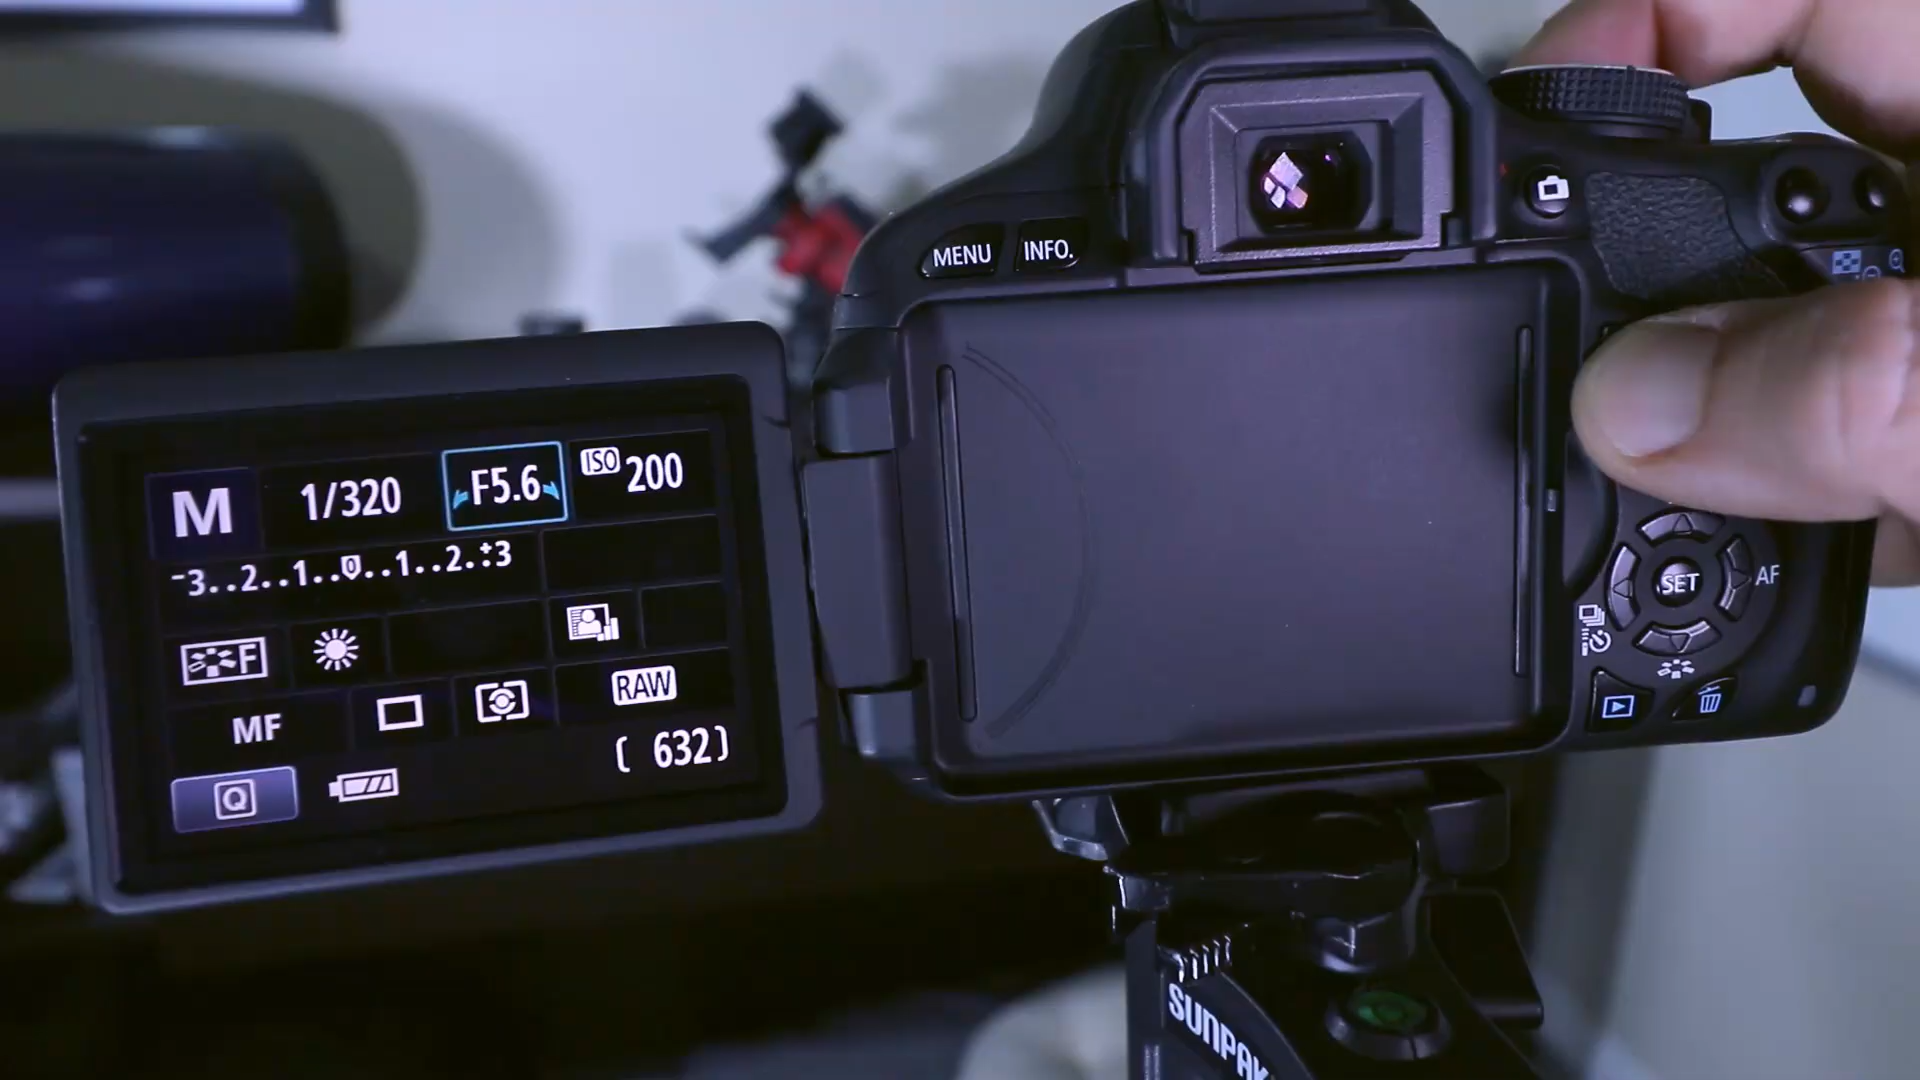 MENU INFO.
M 1/320 F5.6 ISO 200
-3..2..1..0..1..2.:+3
F
MF RAW
Q [ 632]
SET AF
SUNPAK